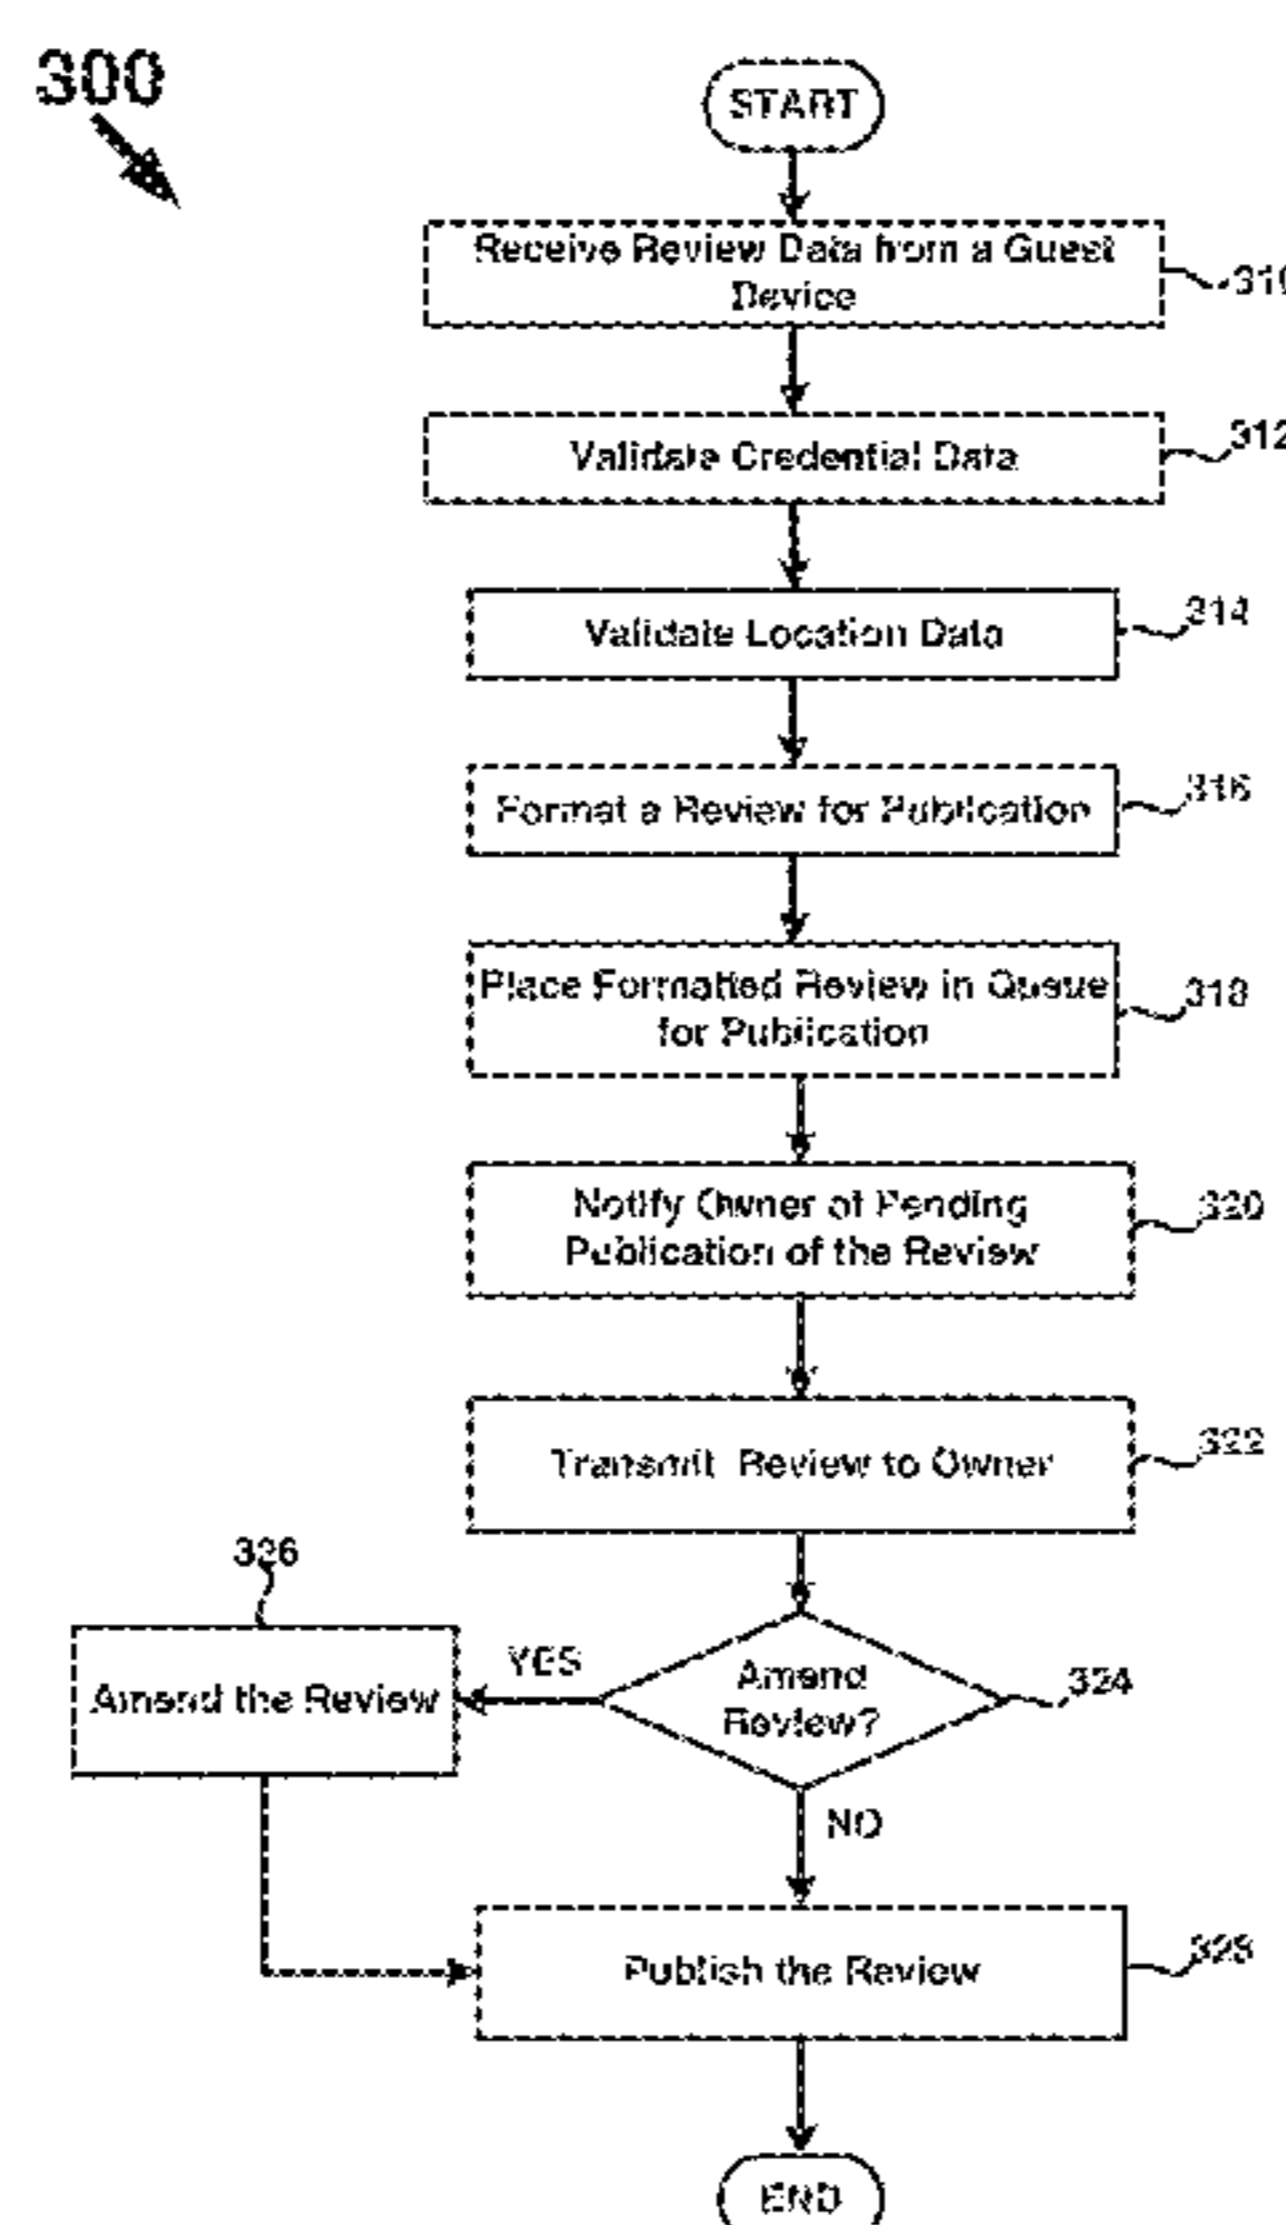 300
START
Receive Review Data from a Guest
Device
310
Validate Credential Data
312
Validate Location Data
314
Format a Review for Publication
316
Place Formatted Review in Queue
for Publication
318
Notify Owner of Pending
Publication of the Review
320
Transmit Review to Owner
322
326
Amend the Review
YES
Amend
Review?
324
NO
Publish the Review
328
END